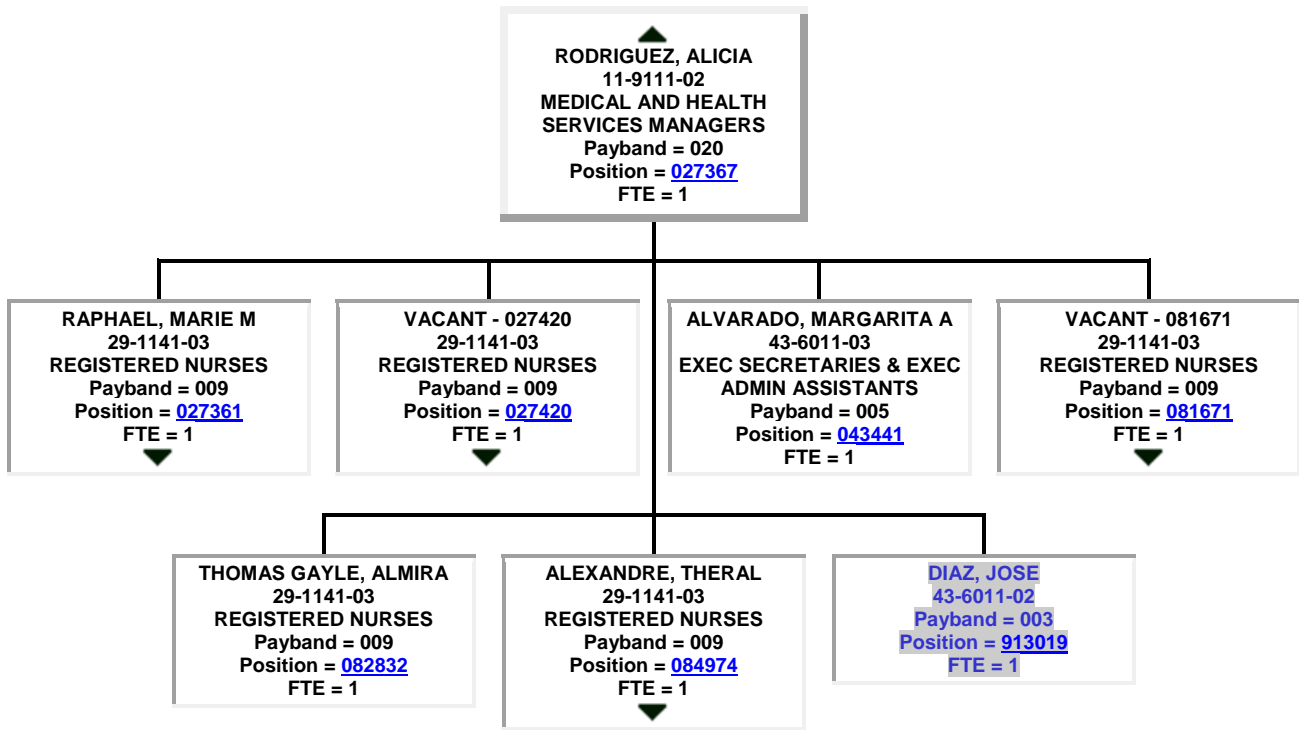 RODRIGUEZ, ALICIA
11-9111-02
MEDICAL AND HEALTH
SERVICES MANAGERS
Payband = 020
Position = 027367
FTE = 1
RAPHAEL, MARIE M
29-1141-03
REGISTERED NURSES
Payband = 009
Position = 027361
FTE = 1
VACANT - 027420
29-1141-03
REGISTERED NURSES
Payband = 009
Position = 027420
FTE = 1
ALVARADO, MARGARITA A
43-6011-03
EXEC SECRETARIES & EXEC
ADMIN ASSISTANTS
Payband = 005
Position = 043441
FTE = 1
VACANT - 081671
29-1141-03
REGISTERED NURSES
Payband = 009
Position = 081671
FTE = 1
THOMAS GAYLE, ALMIRA
29-1141-03
REGISTERED NURSES
Payband = 009
Position = 082832
FTE = 1
ALEXANDRE, THERAL
29-1141-03
REGISTERED NURSES
Payband = 009
Position = 084974
FTE = 1
DIAZ, JOSE
43-6011-02
Payband = 003
Position = 913019
FTE = 1